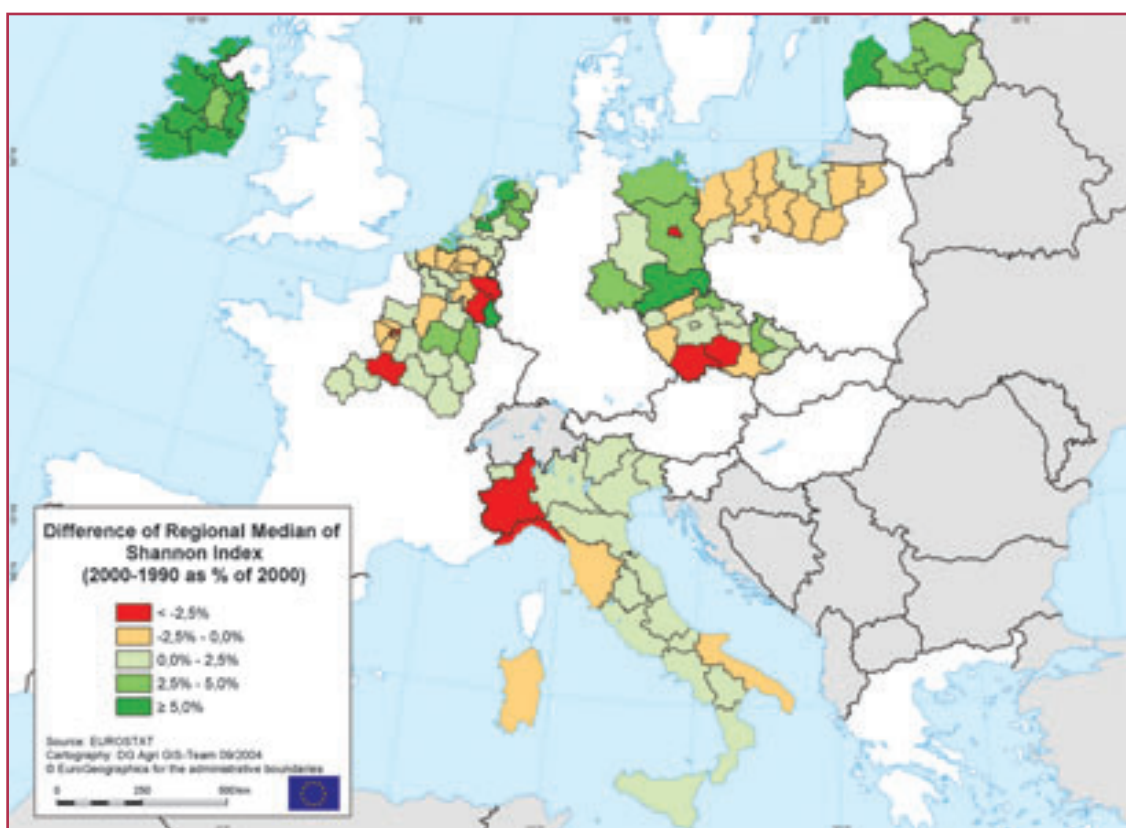 Difference of Regional Median of
Shannon Index
(2000-1990 as % of 2000)
< -2,5%
-2,5% - 0,0%
0,0% - 2,5%
2,5% - 5,0%
≥ 5,0%
Source: EUROSTAT
Cartography: DG Agri GIS-Team 09/2004
© EuroGeographics for the administrative boundaries
0 250 500 km